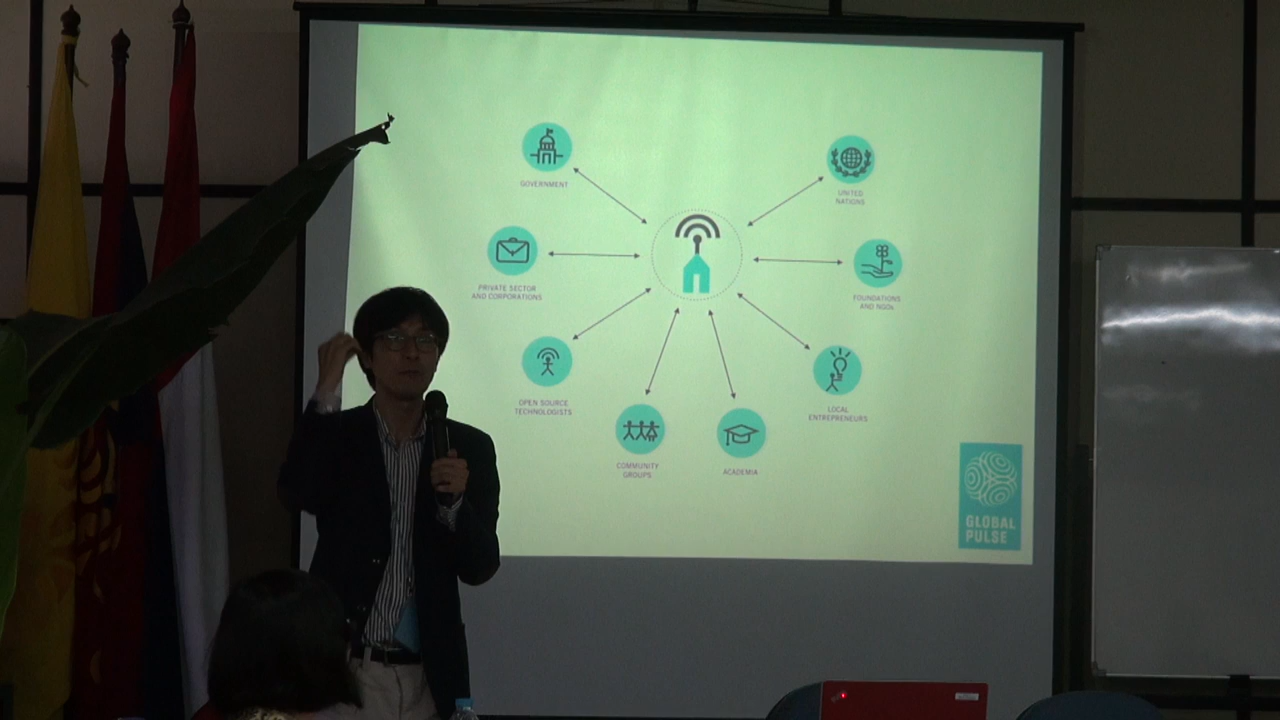 GOVERNMENT
UNITED
NATIONS
PRIVATE SECTOR
AND CORPORATIONS
FOUNDATIONS
AND NGOs
OPEN SOURCE
TECHNOLOGISTS
LOCAL
ENTREPRENEURS
COMMUNITY
GROUPS
ACADEMIA
GLOBAL
PULSE